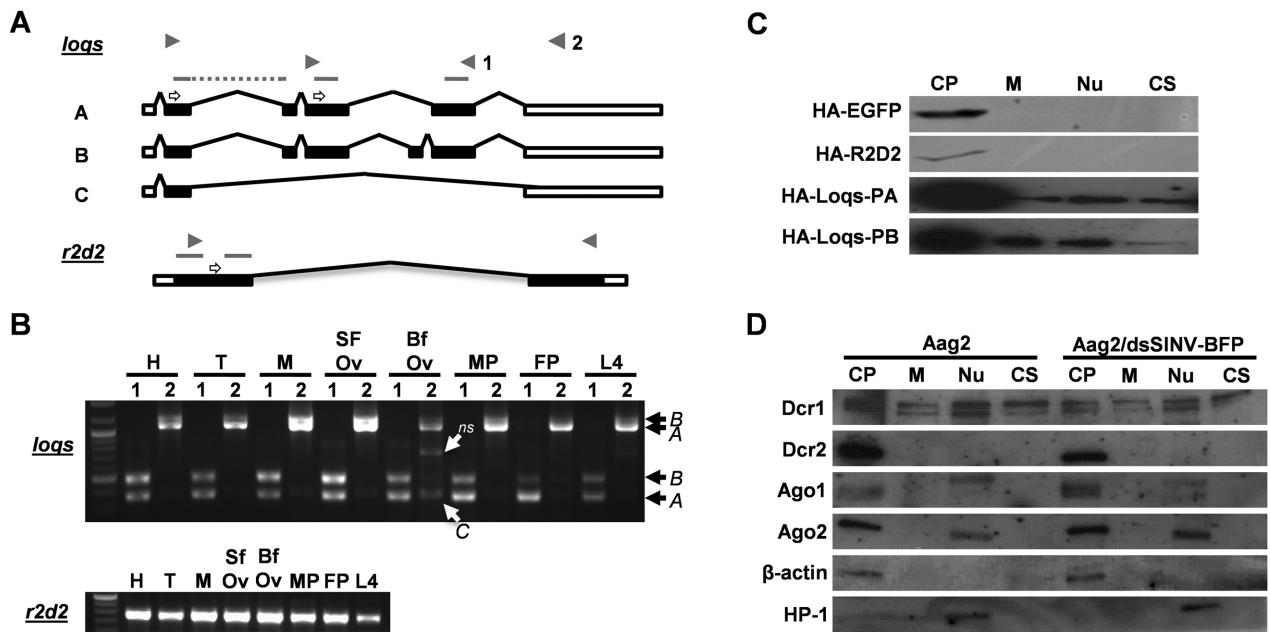 A
loqs
2
1
A
B
C
r2d2
B
H T M SF Ov Bf Ov MP FP L4
1 2 1 2 1 2 1 2 1 2 1 2 1 2 1 2
loqs
ns
B
A
B
A
C
H T M Sf Ov Bf Ov MP FP L4
r2d2
C
CP M Nu CS
HA-EGFP
HA-R2D2
HA-Loqs-PA
HA-Loqs-PB
D
Aag2 Aag2/dsSINV-BFP
CP M Nu CS CP M Nu CS
Dcr1
Dcr2
Ago1
Ago2
β-actin
HP-1